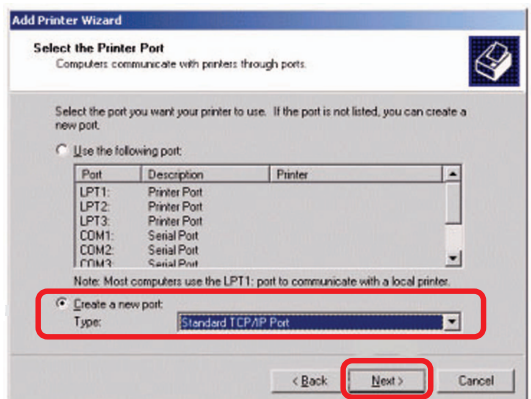 Add Printer Wizard
Select the Printer Port
Computers communicate with printers through ports.
Select the port you want your printer to use. If the port is not listed, you can create a
new port.
Use the following port:
Port Description Printer
LPT1: Printer Port
LPT2: Printer Port
LPT3: Printer Port
COM1: Serial Port
COM2: Serial Port
COM3: Serial Port
Note: Most computers use the LPT1: port to communicate with a local printer.
Create a new port:
Type: Standard TCP/IP Port
< Back Next > Cancel